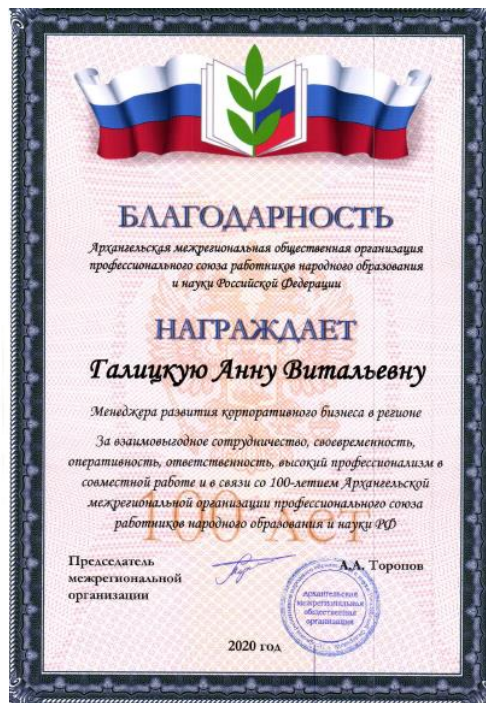 БЛАГОДАРНОСТЬ
Архангельская межрегиональная общественная организация
профессионального союза работников народного образования
и науки Российской Федерации
НАГРАЖДАЕТ
Галицкую Анну Витальевну
Менеджера развития корпоративного бизнеса в регионе
За взаимовыгодное сотрудничество, своевременность,
оперативность, ответственность, высокий профессионализм в
совместной работе и в связи со 100-летием Архангельской
межрегиональной организации профессионального союза
работников народного образования и науки РФ
100 лет
Председатель
межрегиональной
организации
А.А. Торопов
Архангельская
межрегиональная
общественная
организация
2020 год